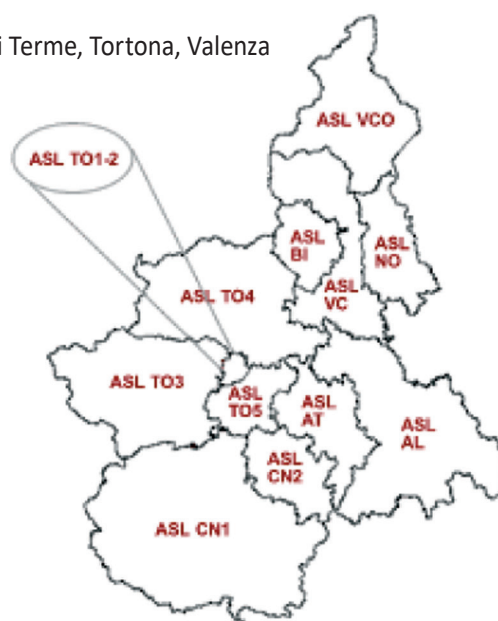 i Terme, Tortona, Valenza
ASL VCO
ASL TO1-2
ASL
BI
ASL
NO
ASL
VC
ASL TO4
ASL TO3
ASL
TO5
ASL
AT
ASL
AL
ASL
CN2
ASL CN1